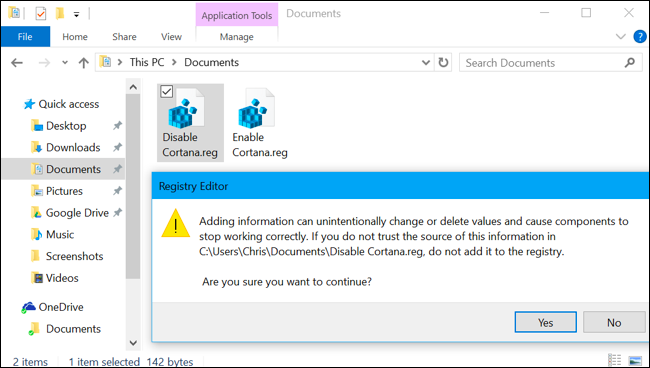 Application Tools Documents
File Home Share View Manage
This PC Documents
Search Documents
Quick access
Desktop
Downloads
Documents
Pictures
Google Drive
Music
Screenshots
Videos
OneDrive
Documents
Disable
Cortana.reg
Enable
Cortana.reg
Registry Editor
Adding information can unintentionally change or delete values and cause components to
stop working correctly. If you do not trust the source of this information in
C:\Users\Chris\Documents\Disable Cortana.reg, do not add it to the registry.
Are you sure you want to continue?
Yes No
2 items 1 item selected 142 bytes